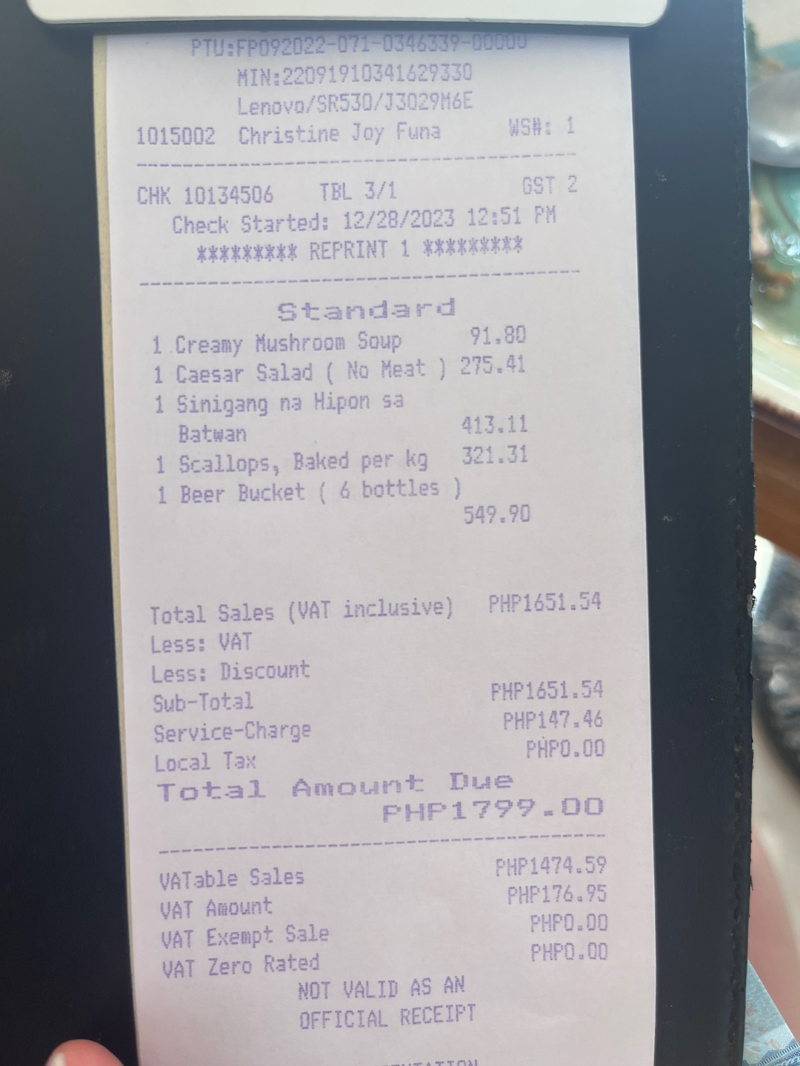 PTU:FP092022-071-0346339-00000
MIN:22091910341629330
Lenovo/SR530/J3029M6E
1015002 Christine Joy Funa WS#: 1
CHK 10134506 TBL 3/1 GST 2
Check Started: 12/28/2023 12:51 PM
********* REPRINT 1 *********
Standard
1 Creamy Mushroom Soup 91.80
1 Caesar Salad ( No Meat ) 275.41
1 Sinigang na Hipon sa
Batwan 413.11
1 Scallops, Baked per kg 321.31
1 Beer Bucket ( 6 bottles )
549.90
Total Sales (VAT inclusive) PHP1651.54
Less: VAT
Less: Discount
Sub-Total PHP1651.54
Service-Charge PHP147.46
Local Tax PHP0.00
Total Amount Due
PHP1799.00
VATable Sales PHP1474.59
VAT Amount PHP176.95
VAT Exempt Sale PHP0.00
VAT Zero Rated PHP0.00
NOT VALID AS AN
OFFICIAL RECEIPT